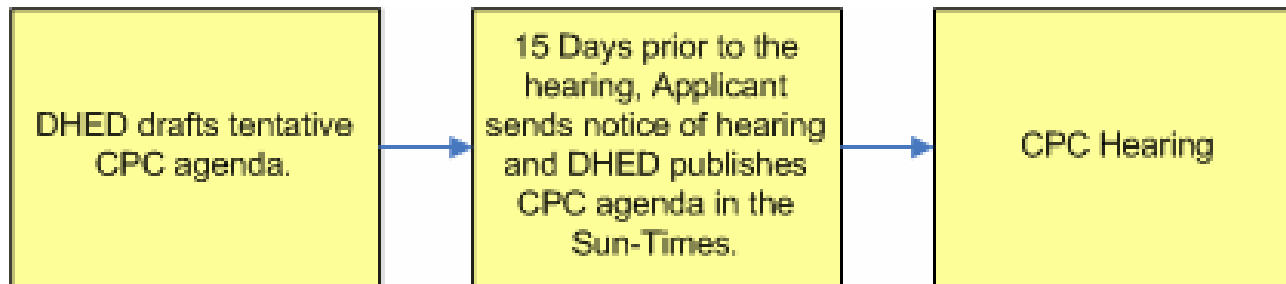 DHED drafts tentative
CPC agenda.
15 Days prior to the
hearing, Applicant
sends notice of hearing
and DHED publishes
CPC agenda in the
Sun-Times.
CPC Hearing